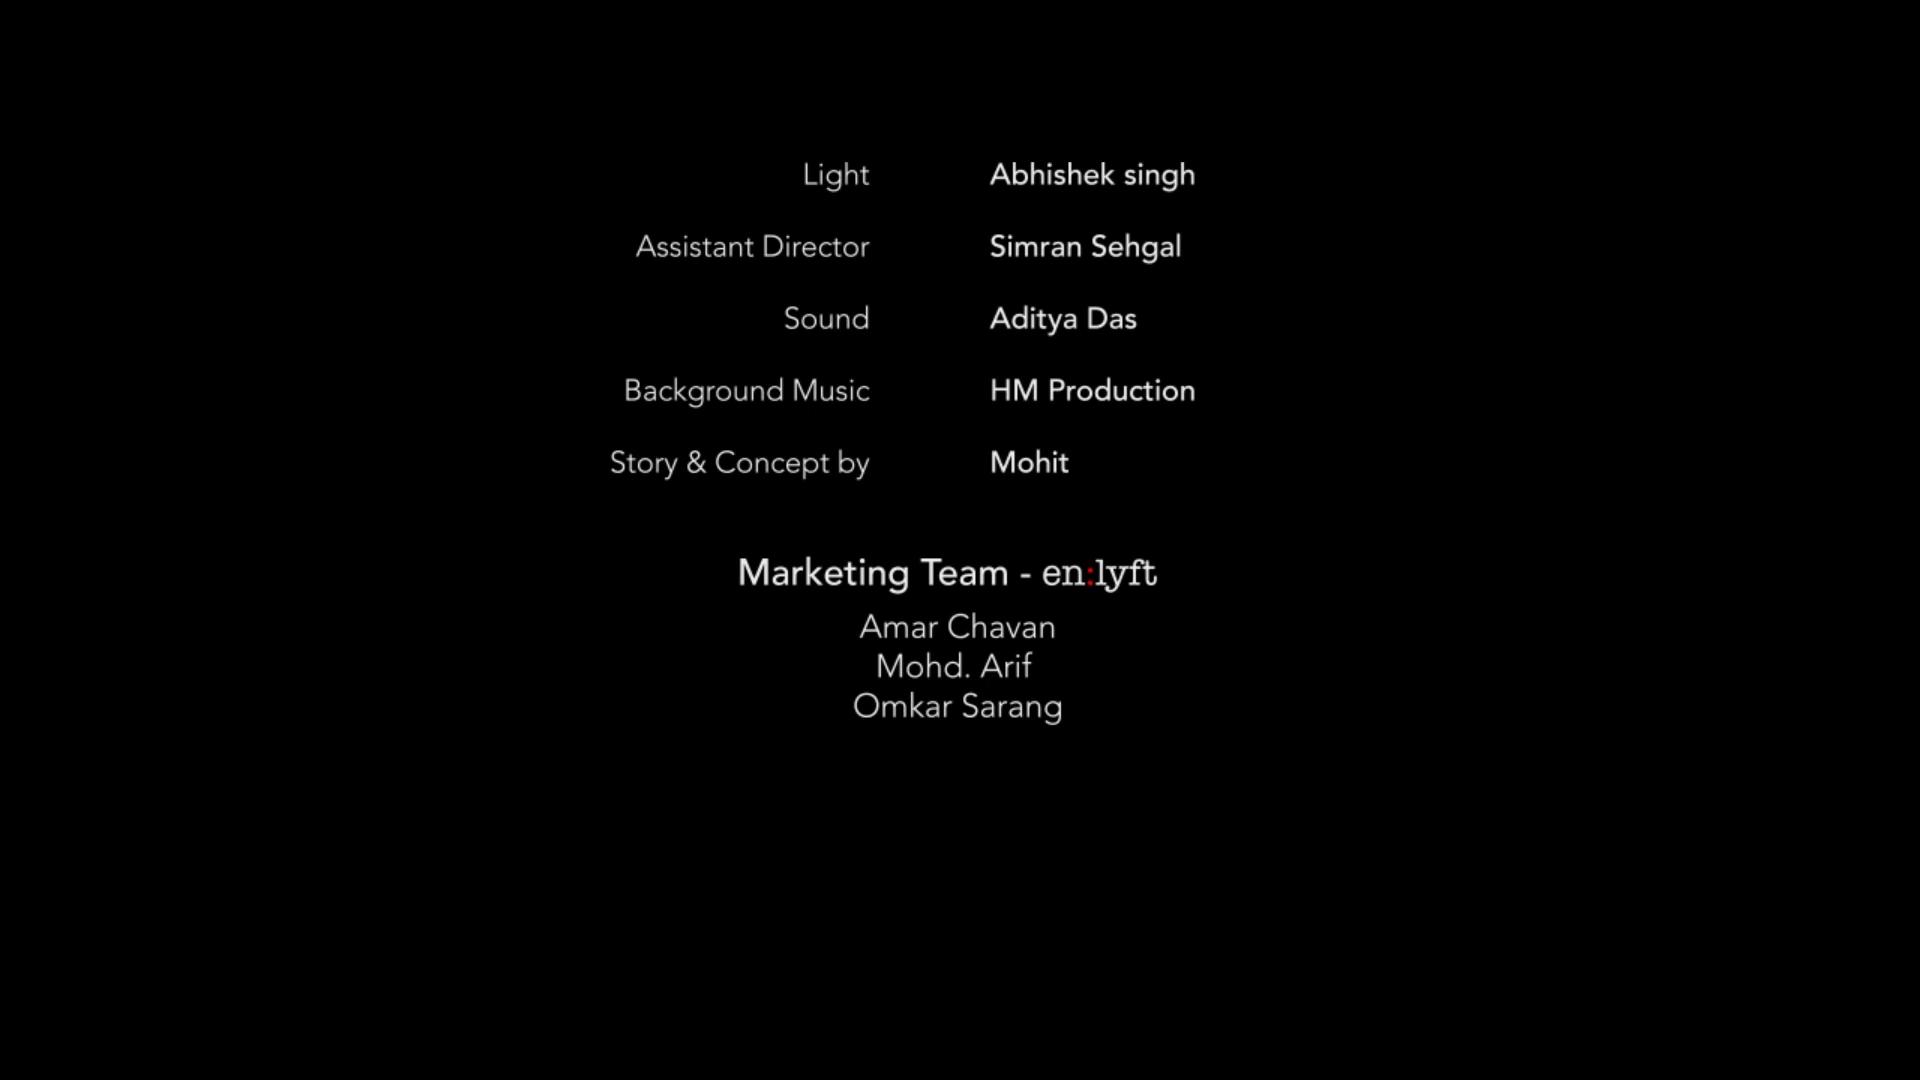 Light Abhishek singh
Assistant Director Simran Sehgal
Sound Aditya Das
Background Music HM Production
Story & Concept by Mohit
Marketing Team - en:lyft
Amar Chavan
Mohd. Arif
Omkar Sarang